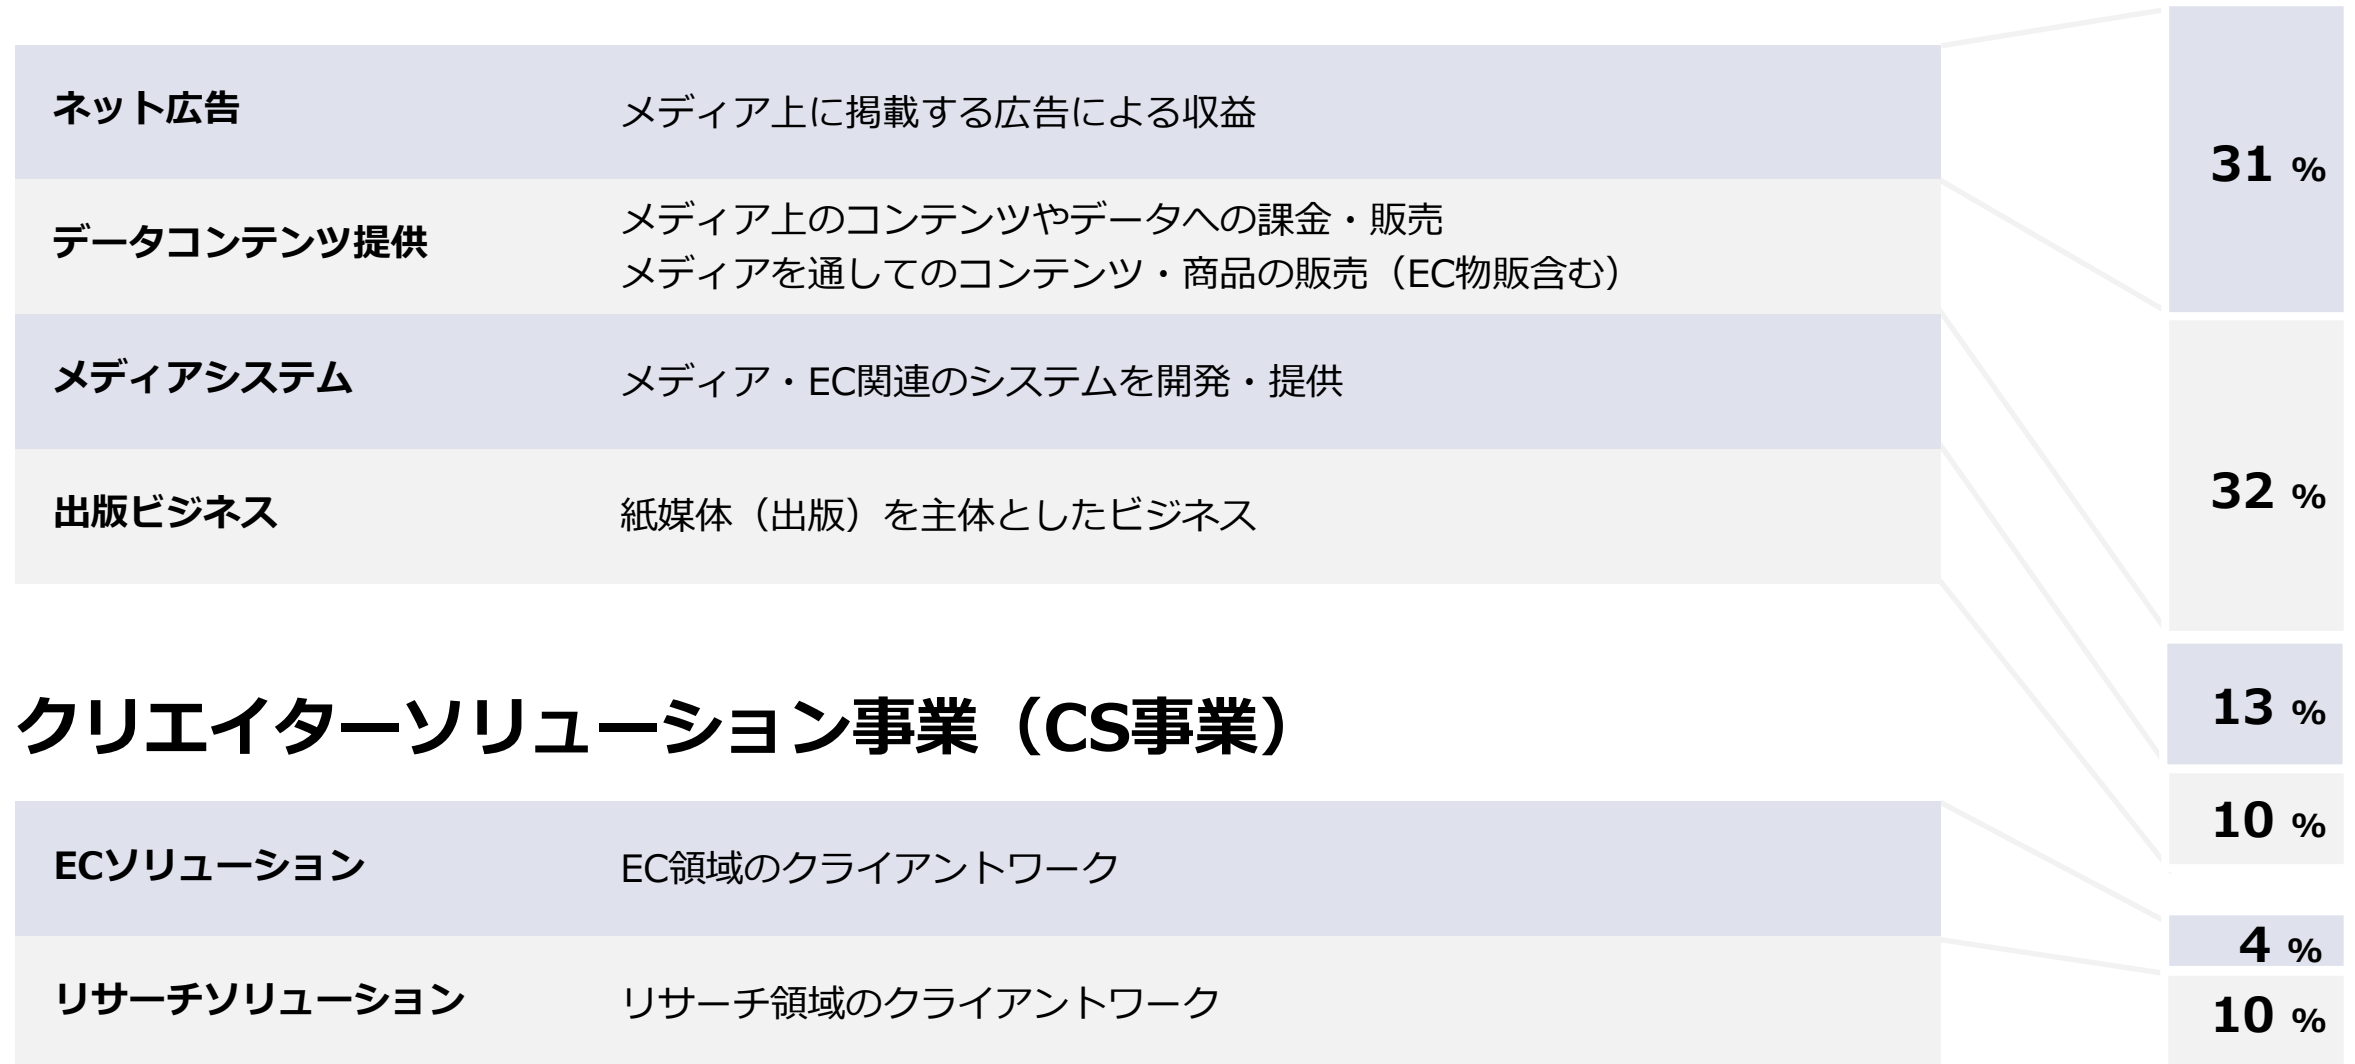 ネット広告
メディア上に掲載する広告による収益
31 %
データコンテンツ提供
メディア上のコンテンツやデータへの課金・販売
メディアを通してのコンテンツ・商品の販売（EC物販含む）
32 %
メディアシステム
メディア・EC関連のシステムを開発・提供
13 %
出版ビジネス
紙媒体（出版）を主体としたビジネス
10 %
クリエイターソリューション事業（CS事業）
ECソリューション
EC領域のクライアントワーク
4 %
リサーチソリューション
リサーチ領域のクライアントワーク
10 %